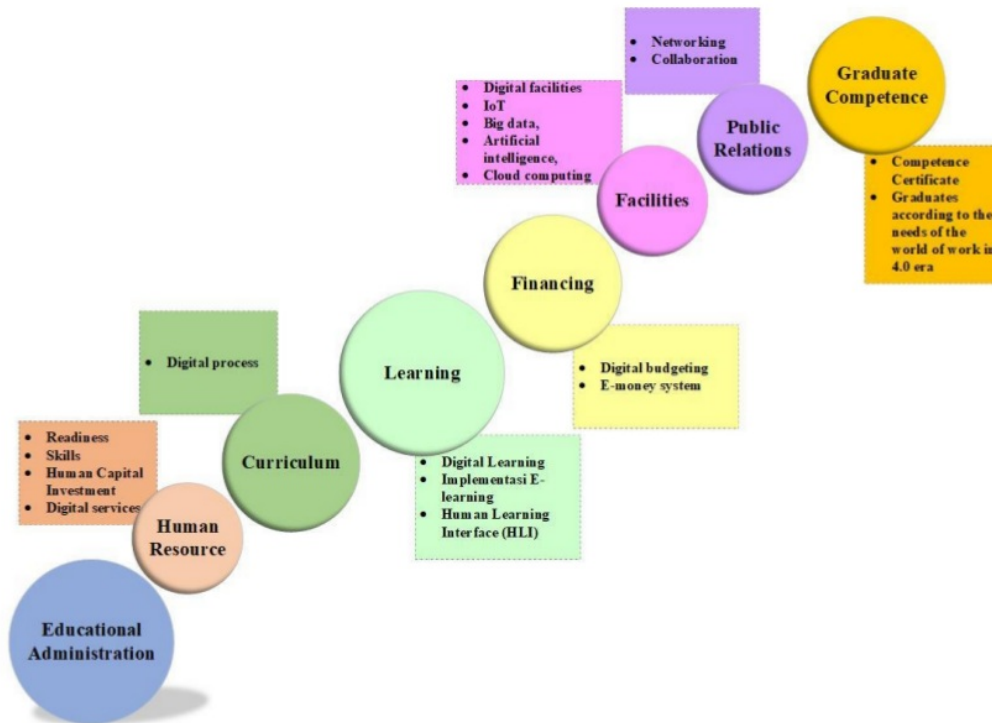 • Networking
• Collaboration
Graduate
Competence
• Digital facilities
• IoT
• Big data,
• Artificial
intelligence,
• Cloud computing
Public
Relations
• Competence
Certificate
• Graduates
according to the
needs of the
world of work in
4.0 era
Facilities
Financing
• Digital budgeting
• E-money system
• Digital process
Learning
• Readiness
• Skills
• Human Capital
Investment
• Digital services
Curriculum
• Digital Learning
• Implementasi E-
learning
• Human Learning
Interface (HLI)
Human
Resource
Educational
Administration